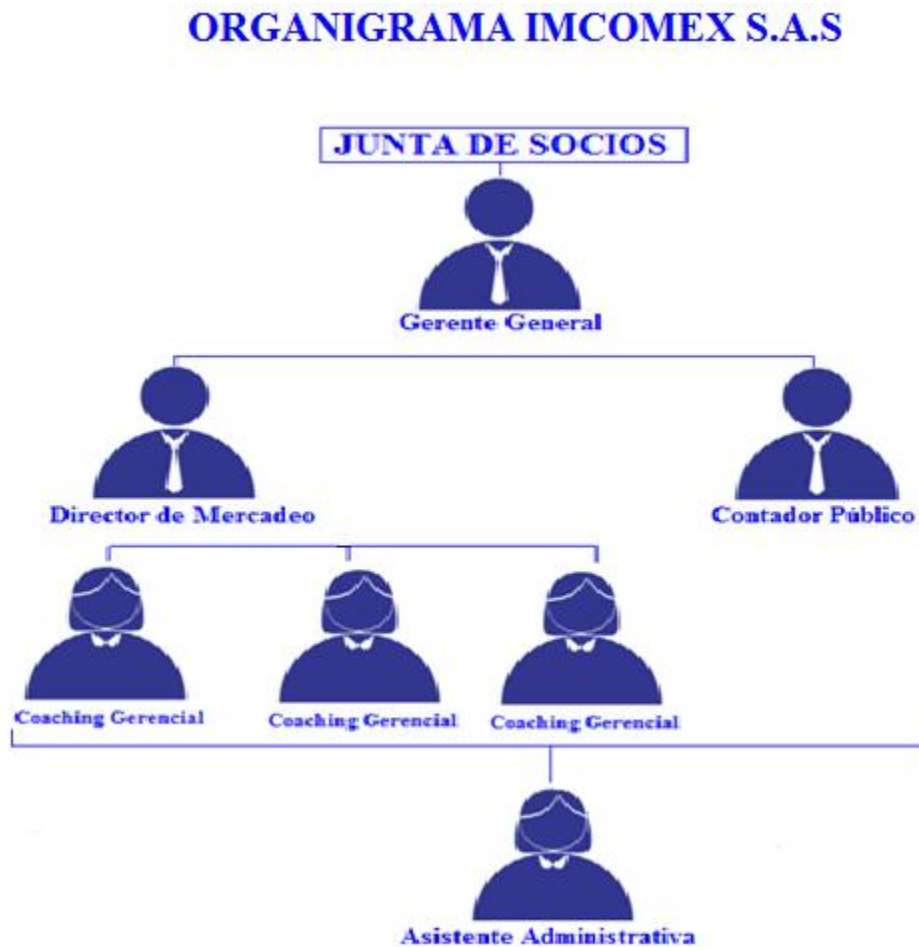 ORGANIGRAMA IMCOMEX S.A.S
JUNTA DE SOCIOS
Gerente General
Director de Mercadeo
Contador Público
Coaching Gerencial
Coaching Gerencial
Coaching Gerencial
Asistente Administrativa